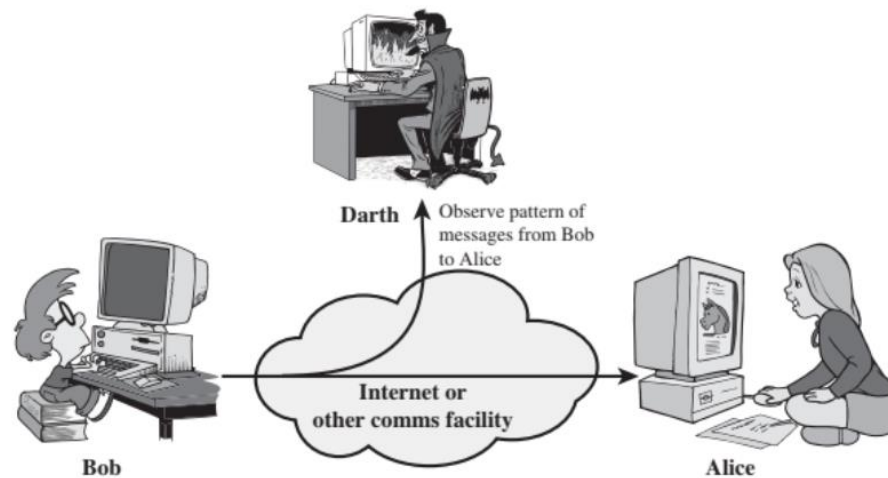 Darth
Observe pattern of
messages from Bob
to Alice
Internet or
other comms facility
Bob
Alice